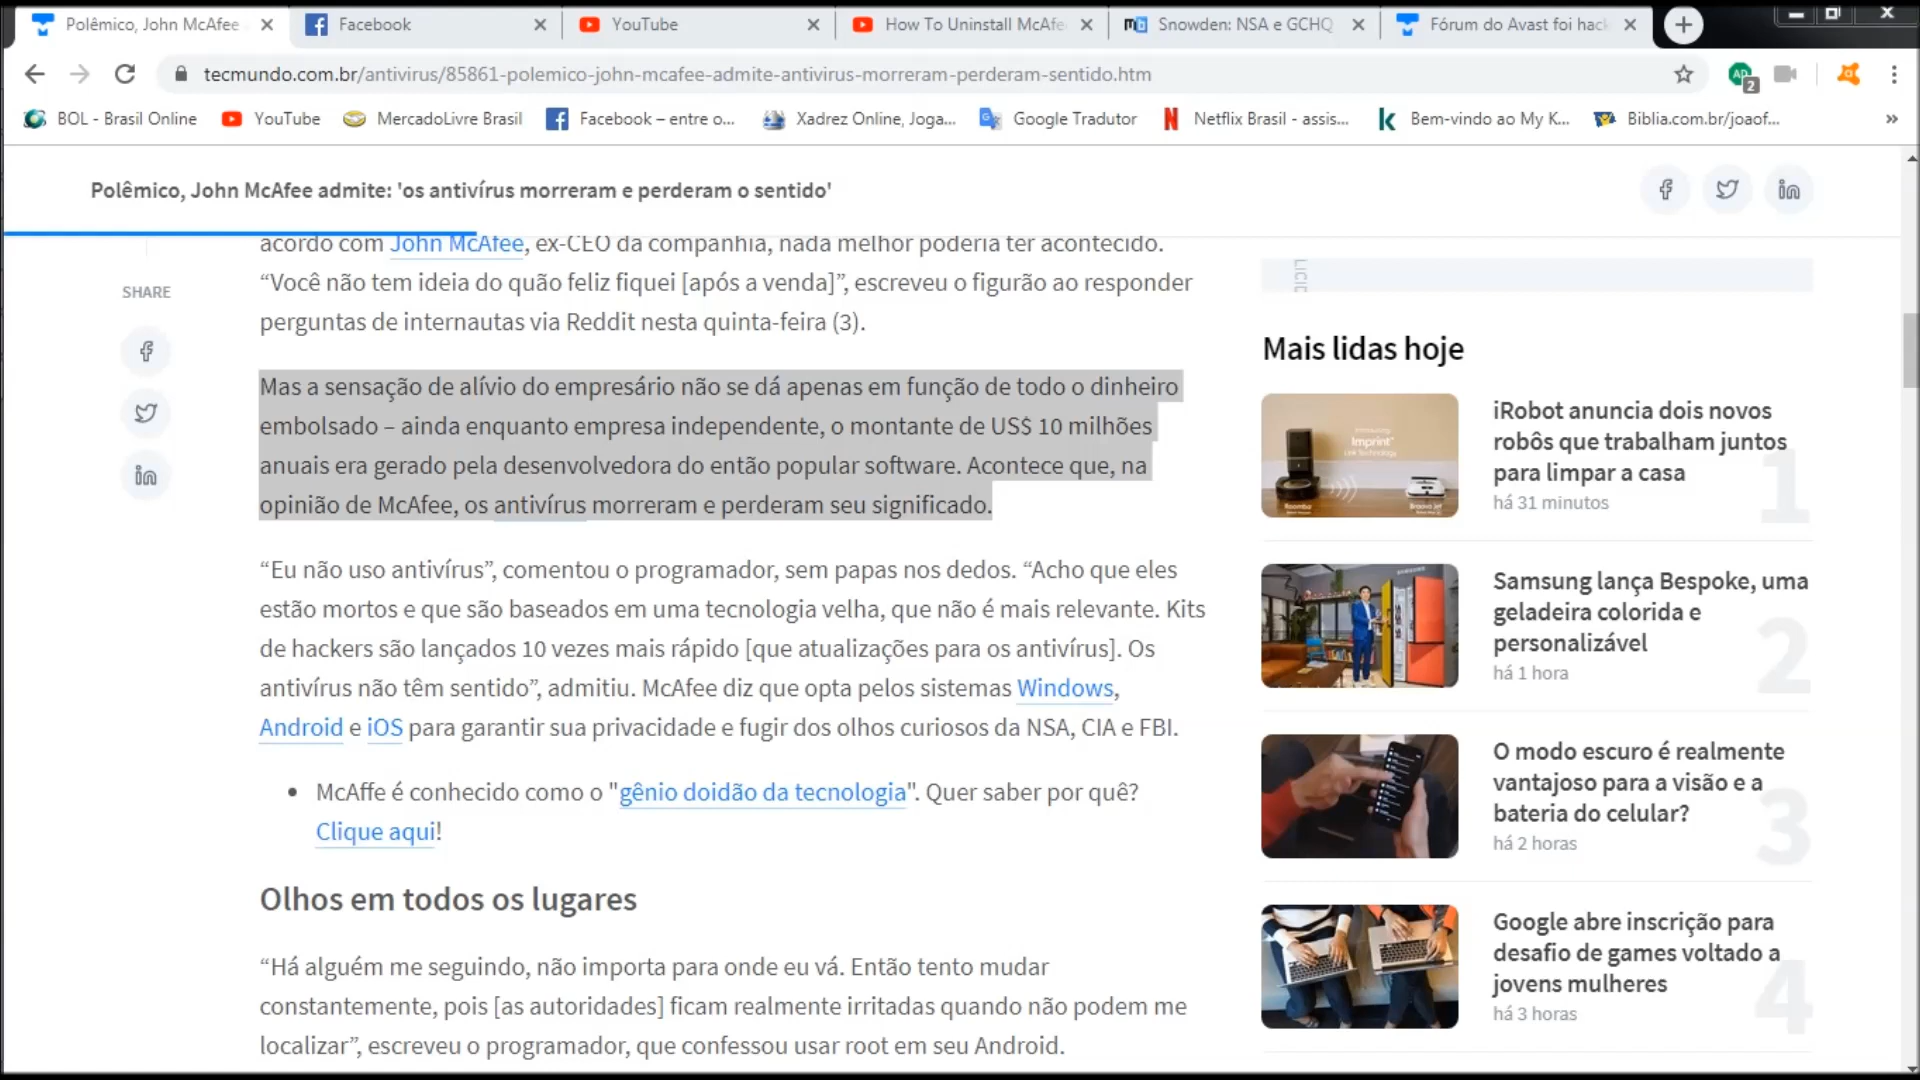 Polêmico, John McAfee
Facebook
YouTube
How To Uninstall McAfe
Snowden: NSA e GCHQ
Fórum do Avast foi hack
tecmundo.com.br/antivirus/85861-polemico-john-mcafee-admite-antivirus-morreram-perderam-sentido.htm
2
BOL - Brasil Online
YouTube
MercadoLivre Brasil
Facebook – entre o...
Xadrez Online, Joga...
Google Tradutor
Netflix Brasil - assis...
Bem-vindo ao My K...
Biblia.com.br/joaof...
»
Polêmico, John McAfee admite: 'os antivírus morreram e perderam o sentido'
SHARE
acordo com John McAfee, ex-CEO da companhia, nada melhor poderia ter acontecido.
“Você não tem ideia do quão feliz fiquei [após a venda]”, escreveu o figurão ao responder
perguntas de internautas via Reddit nesta quinta-feira (3).
Mas a sensação de alívio do empresário não se dá apenas em função de todo o dinheiro
embolsado – ainda enquanto empresa independente, o montante de US$ 10 milhões
anuais era gerado pela desenvolvedora do então popular software. Acontece que, na
opinião de McAfee, os antivírus morreram e perderam seu significado.
“Eu não uso antivírus”, comentou o programador, sem papas nos dedos. “Acho que eles
estão mortos e que são baseados em uma tecnologia velha, que não é mais relevante. Kits
de hackers são lançados 10 vezes mais rápido [que atualizações para os antivírus]. Os
antivírus não têm sentido”, admitiu. McAfee diz que opta pelos sistemas Windows,
Android e iOS para garantir sua privacidade e fugir dos olhos curiosos da NSA, CIA e FBI.
• McAffe é conhecido como o "gênio doidão da tecnologia". Quer saber por quê?
Clique aqui!
Olhos em todos os lugares
“Há alguém me seguindo, não importa para onde eu vá. Então tento mudar
constantemente, pois [as autoridades] ficam realmente irritadas quando não podem me
localizar”, escreveu o programador, que confessou usar root em seu Android.
Mais lidas hoje
Imprint
Link Technology
iRobot anuncia dois novos
robôs que trabalham juntos
para limpar a casa
há 31 minutos
1
SAMSUNG
Samsung lança Bespoke, uma
geladeira colorida e
personalizável
há 1 hora
2
O modo escuro é realmente
vantajoso para a visão e a
bateria do celular?
há 2 horas
3
Google abre inscrição para
desafio de games voltado a
jovens mulheres
há 3 horas
4